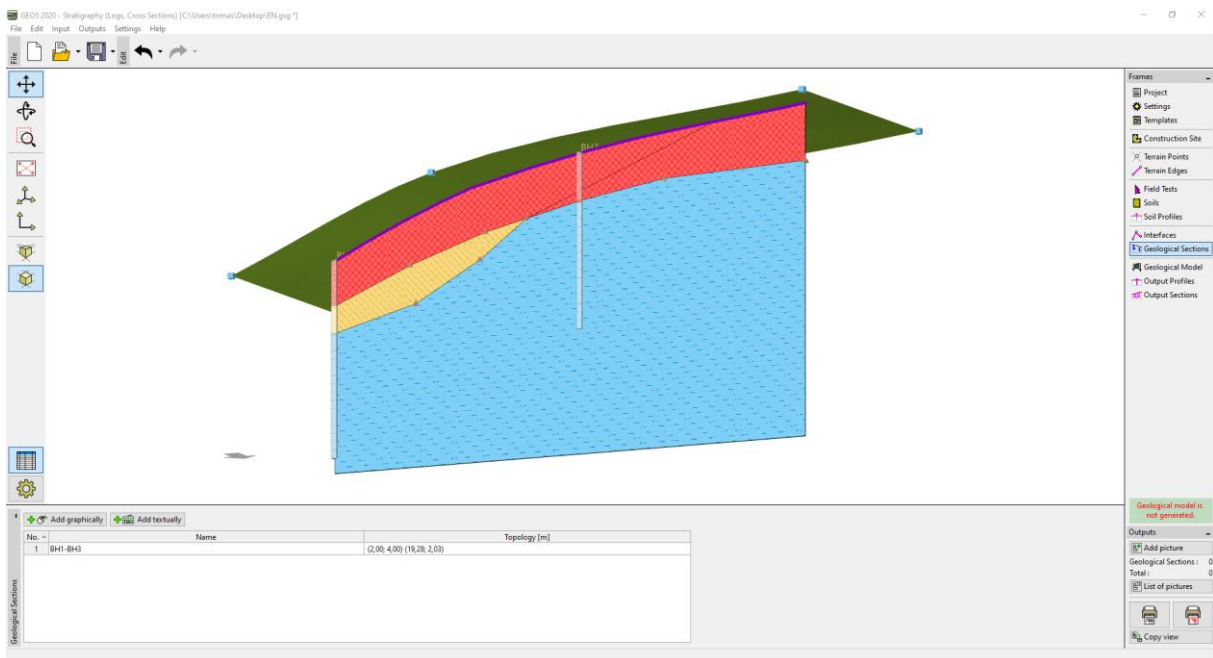 GEO5 2020 - Stratigraphy (Logs, Cross Sections) [C:\Users\tomas\Desktop\EN.gsg *]
File Edit Input Outputs Settings Help
File
Edit
Frames
Project
Settings
Templates
Construction Site
Terrain Points
Terrain Edges
Field Tests
Soils
Soil Profiles
Interfaces
Geological Sections
Geological Model
Output Profiles
Output Sections
Geological model is
not generated.
Outputs
Add picture
Geological Sections : 0
Total : 0
List of pictures
Copy view
Add graphically Add textually
No. Name Topology [m]
1 BH1-BH3 (2,00; 4,00) (19,28; 2,03)
Geological Sections